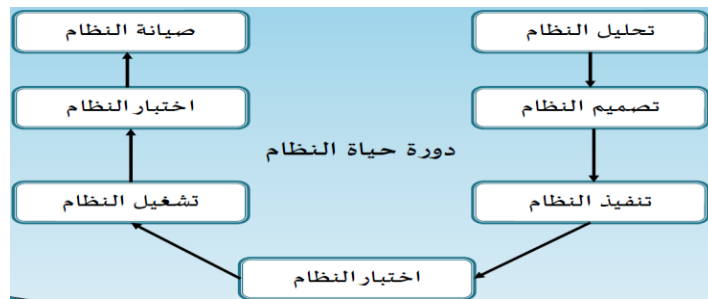 تحليل النظام
صيانة النظام
تصميم النظام
اختبار النظام
دورة حياة النظام
تنفيذ النظام
تشغيل النظام
اختبار النظام